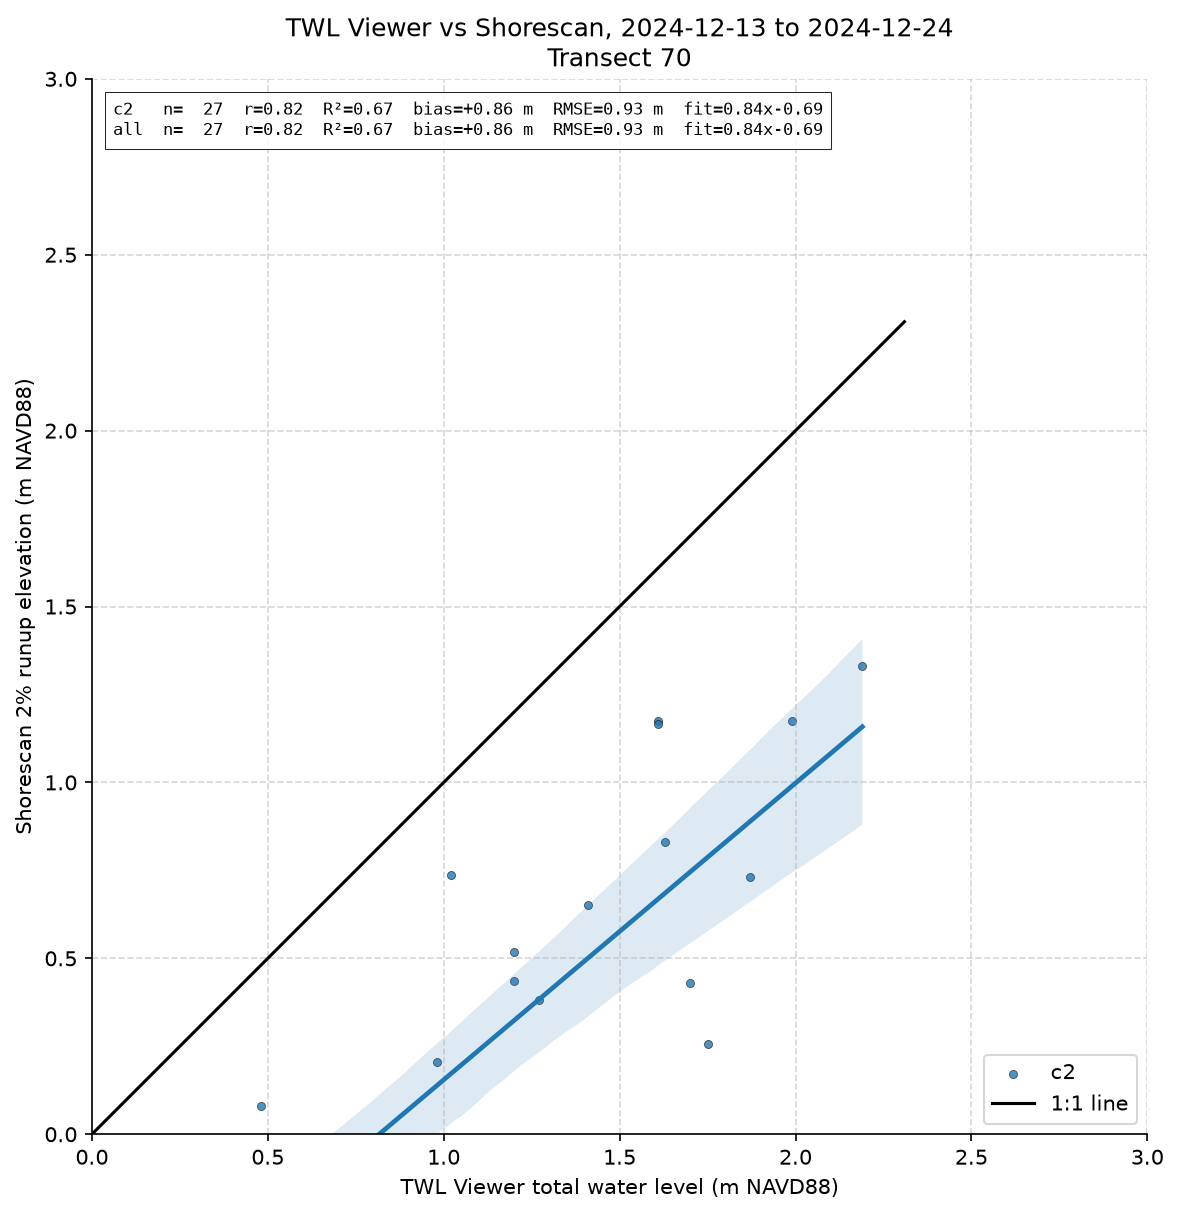 TWL Viewer vs Shorescan, 2024-12-13 to 2024-12-24
Transect 70
c2   n=  27  r=0.82  R²=0.67  bias=+0.86 m  RMSE=0.93 m  fit=0.84x-0.69
all  n=  27  r=0.82  R²=0.67  bias=+0.86 m  RMSE=0.93 m  fit=0.84x-0.69
3.0
2.5
2.0
1.5
1.0
0.5
0.0
Shorescan 2% runup elevation (m NAVD88)
c2
1:1 line
0.0 0.5 1.0 1.5 2.0 2.5 3.0
TWL Viewer total water level (m NAVD88)